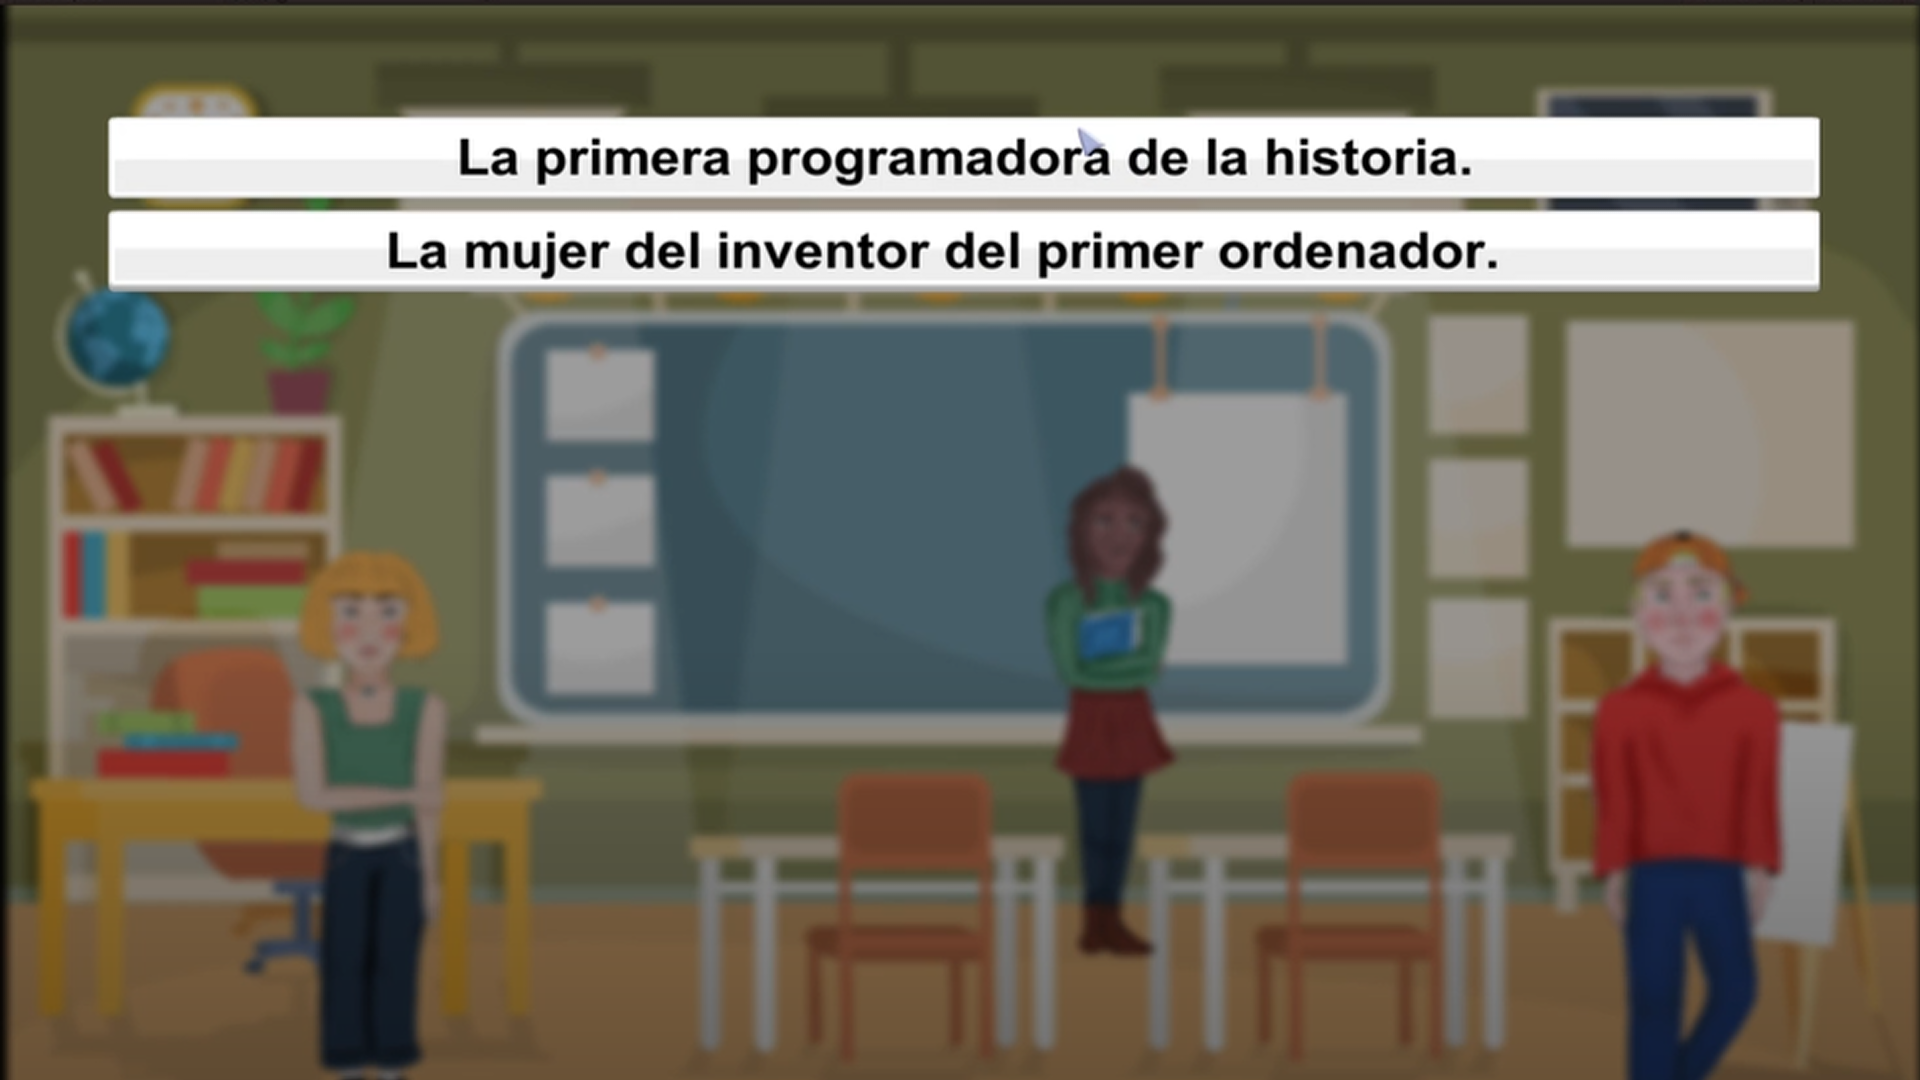 La primera programadora de la historia.
La mujer del inventor del primer ordenador.